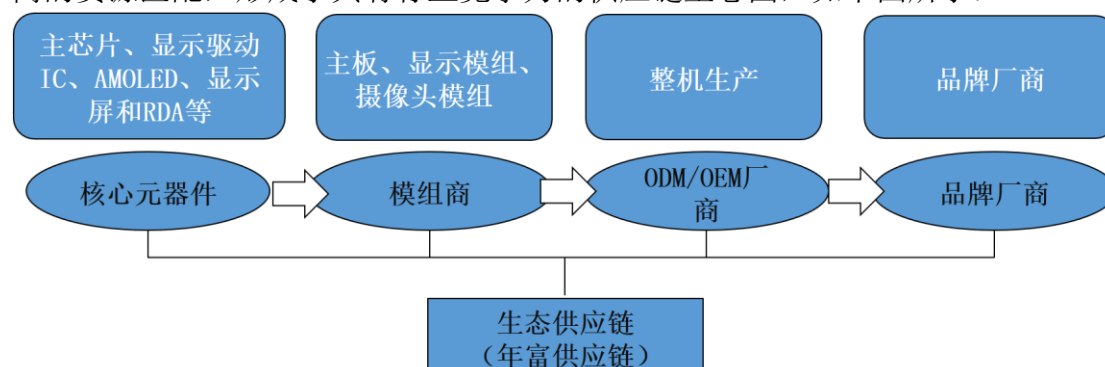 主芯片、显示驱动
IC、AMOLED、显示
屏和RDA等
主板、显示模组、
摄像头模组
整机生产
品牌厂商
核心元器件
模组商
ODM/OEM厂
商
品牌厂商
生态供应链
（年富供应链）